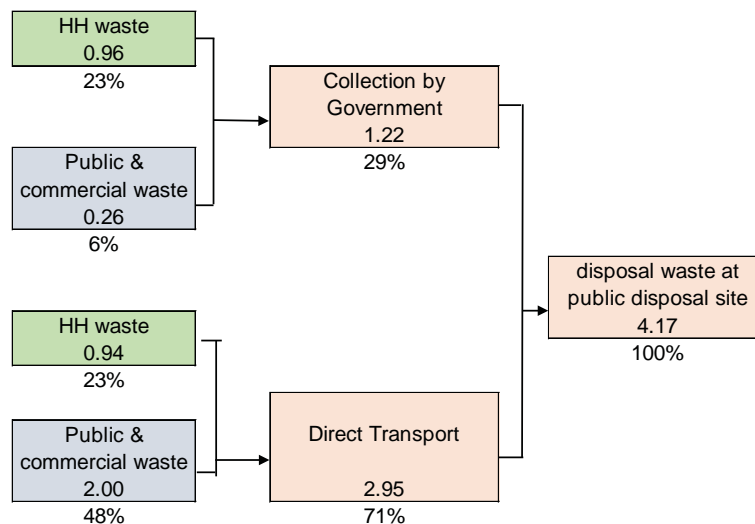 HH waste
0.96
23%
Public &
commercial waste
0.26
6%
Collection by
Government
1.22
29%
HH waste
0.94
23%
Public &
commercial waste
2.00
48%
Direct Transport
2.95
71%
disposal waste at
public disposal site
4.17
100%